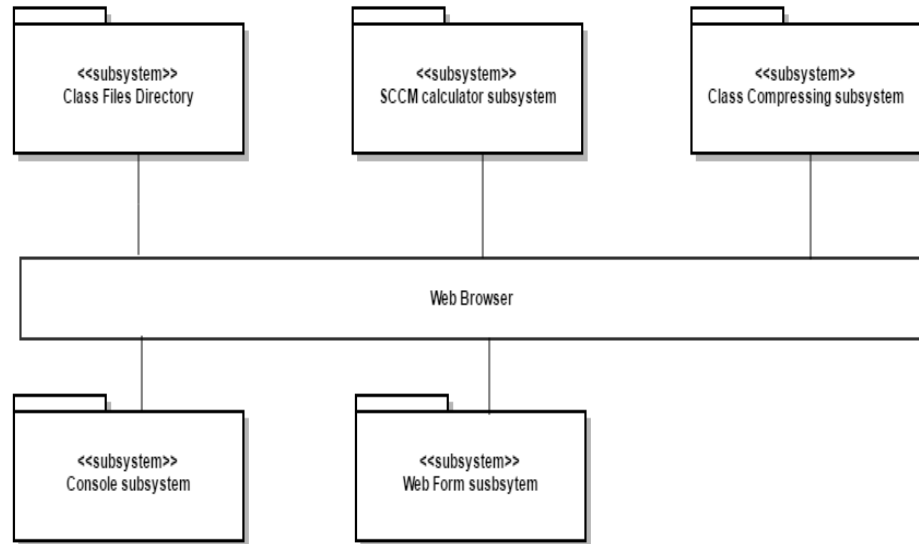 <<subsystem>>
Class Files Directory
<<subsystem>>
SCCM calculator subsystem
<<subsystem>>
Class Compressing subsystem
Web Browser
<<subsystem>>
Console subsystem
<<subsystem>>
Web Form susbsytem